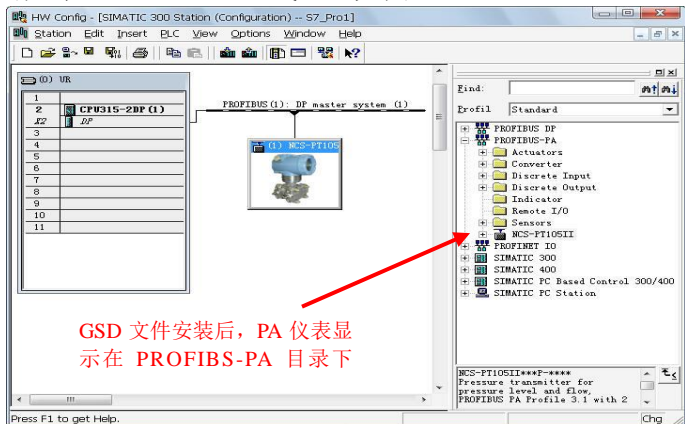 HW Config - [SIMATIC 300 Station (Configuration) -- S7_Pro1]
Station Edit Insert PLC View Options Window Help
(0) UR
1
2 CPU315-2DP(1)
X2 DP
3
4
5
6
7
8
9
10
11
PROFIBUS(1): DP master system (1)
(1) NCS-PT105
GSD 文件安装后，PA 仪表显
示在 PROFIBS-PA 目录下
Find:
Profil Standard
PROFIBUS DP
PROFIBUS-PA
Actuators
Converter
Discrete Input
Discrete Output
Indicator
Remote I/O
Sensors
NCS-PT105II
PROFINET IO
SIMATIC 300
SIMATIC 400
SIMATIC PC Based Control 300/400
SIMATIC PC Station
NCS-PT105II***P-****
Pressure transmitter for
pressure level and flow,
PROFIBUS PA Profile 3.1 with 2
Press F1 to get Help.
Chg